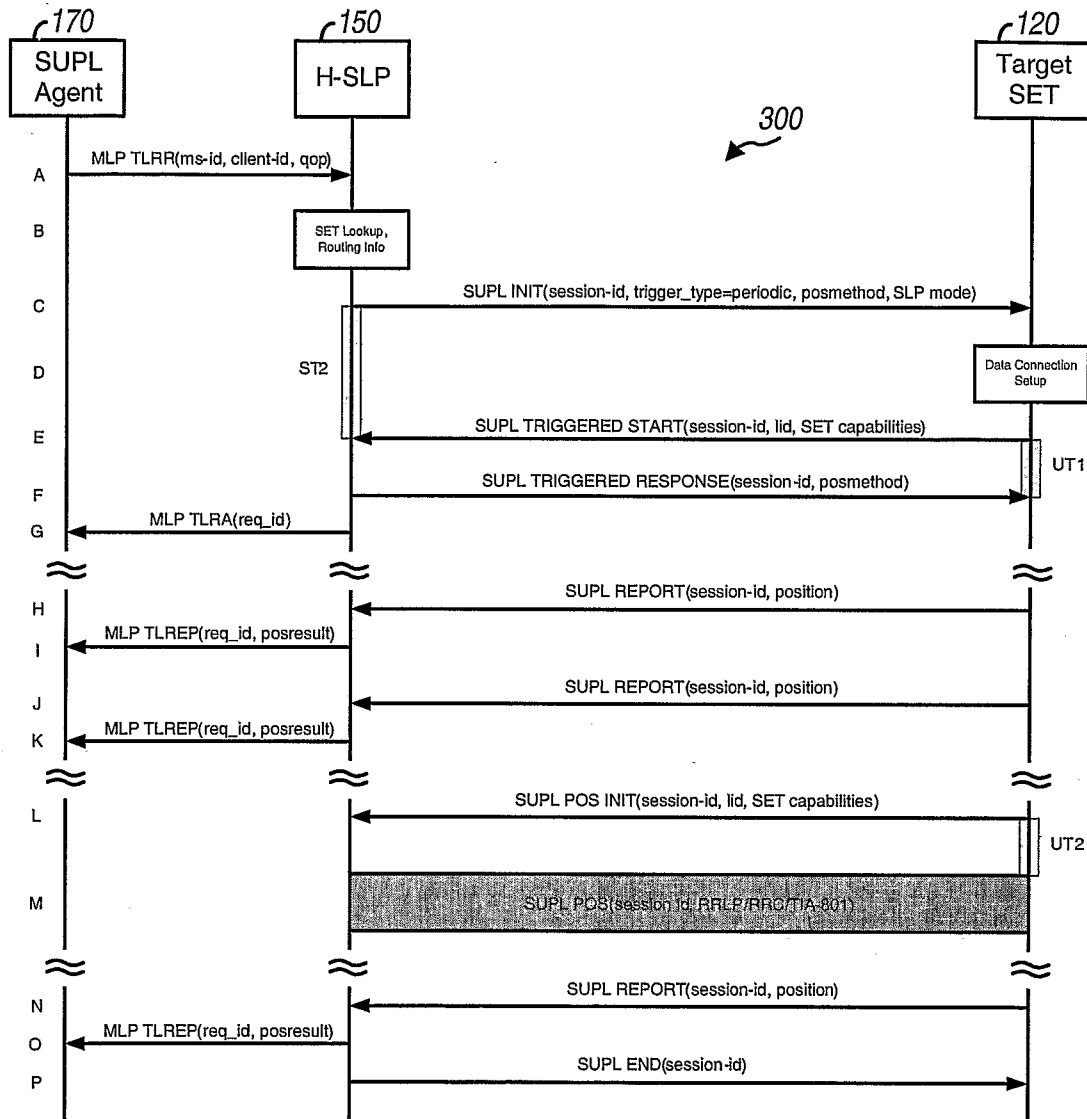 170
150
120
SUPL
Agent
H-SLP
Target
SET
300
MLP TLRR(ms-id, client-id, qop)
A
B
SET Lookup,
Routing Info
C
SUPL INIT(session-id, trigger_type=periodic, posmethod, SLP mode)
D
ST2
Data Connection
Setup
E
SUPL TRIGGERED START(session-id, lid, SET capabilities)
UT1
F
SUPL TRIGGERED RESPONSE(session-id, posmethod)
G
MLP TLRA(req_id)
H
SUPL REPORT(session-id, position)
I
MLP TLREP(req_id, posresult)
J
SUPL REPORT(session-id, position)
K
MLP TLREP(req_id, posresult)
L
SUPL POS INIT(session-id, lid, SET capabilities)
UT2
M
SUPL POS(session id, RRLP/RRC/TIA-801)
N
SUPL REPORT(session-id, position)
O
MLP TLREP(req_id, posresult)
P
SUPL END(session-id)